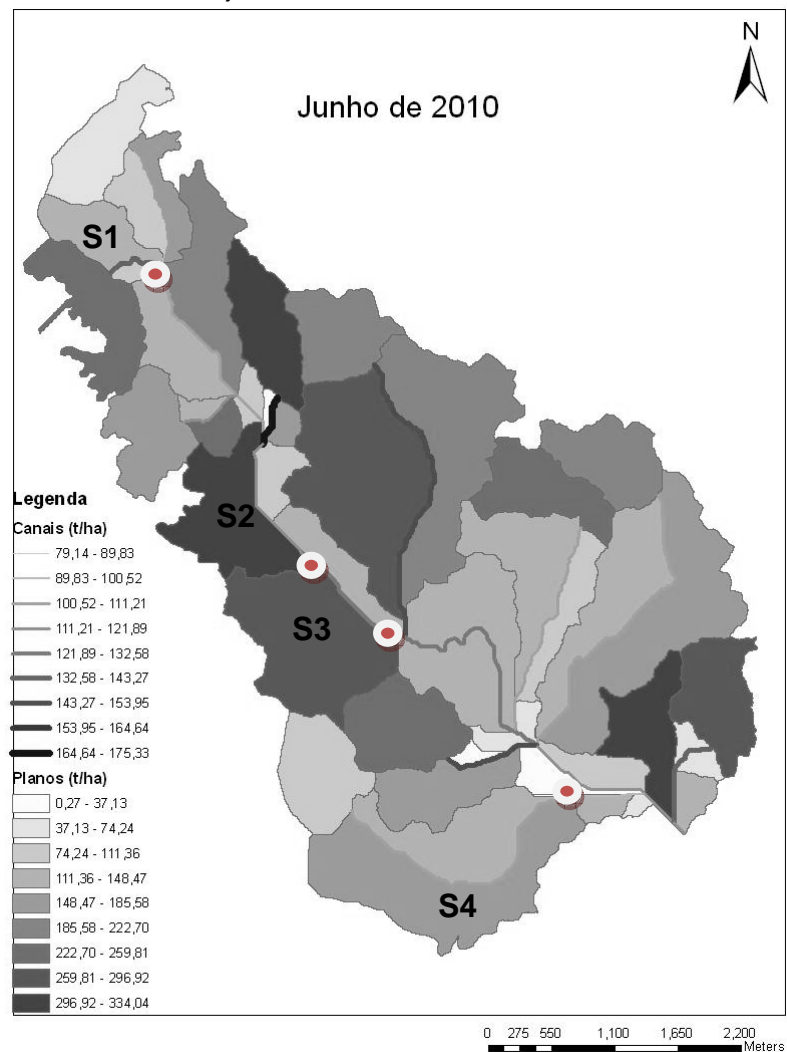 N
Junho de 2010
S1
S2
S3
S4
Legenda
Canais (t/ha)
79,14 - 89,83
89,83 - 100,52
100,52 - 111,21
111,21 - 121,89
121,89 - 132,58
132,58 - 143,27
143,27 - 153,95
153,95 - 164,64
164,64 - 175,33
Planos (t/ha)
0,27 - 37,13
37,13 - 74,24
74,24 - 111,36
111,36 - 148,47
148,47 - 185,58
185,58 - 222,70
222,70 - 259,81
259,81 - 296,92
296,92 - 334,04
0 275 550 1,100 1,650 2,200
Meters